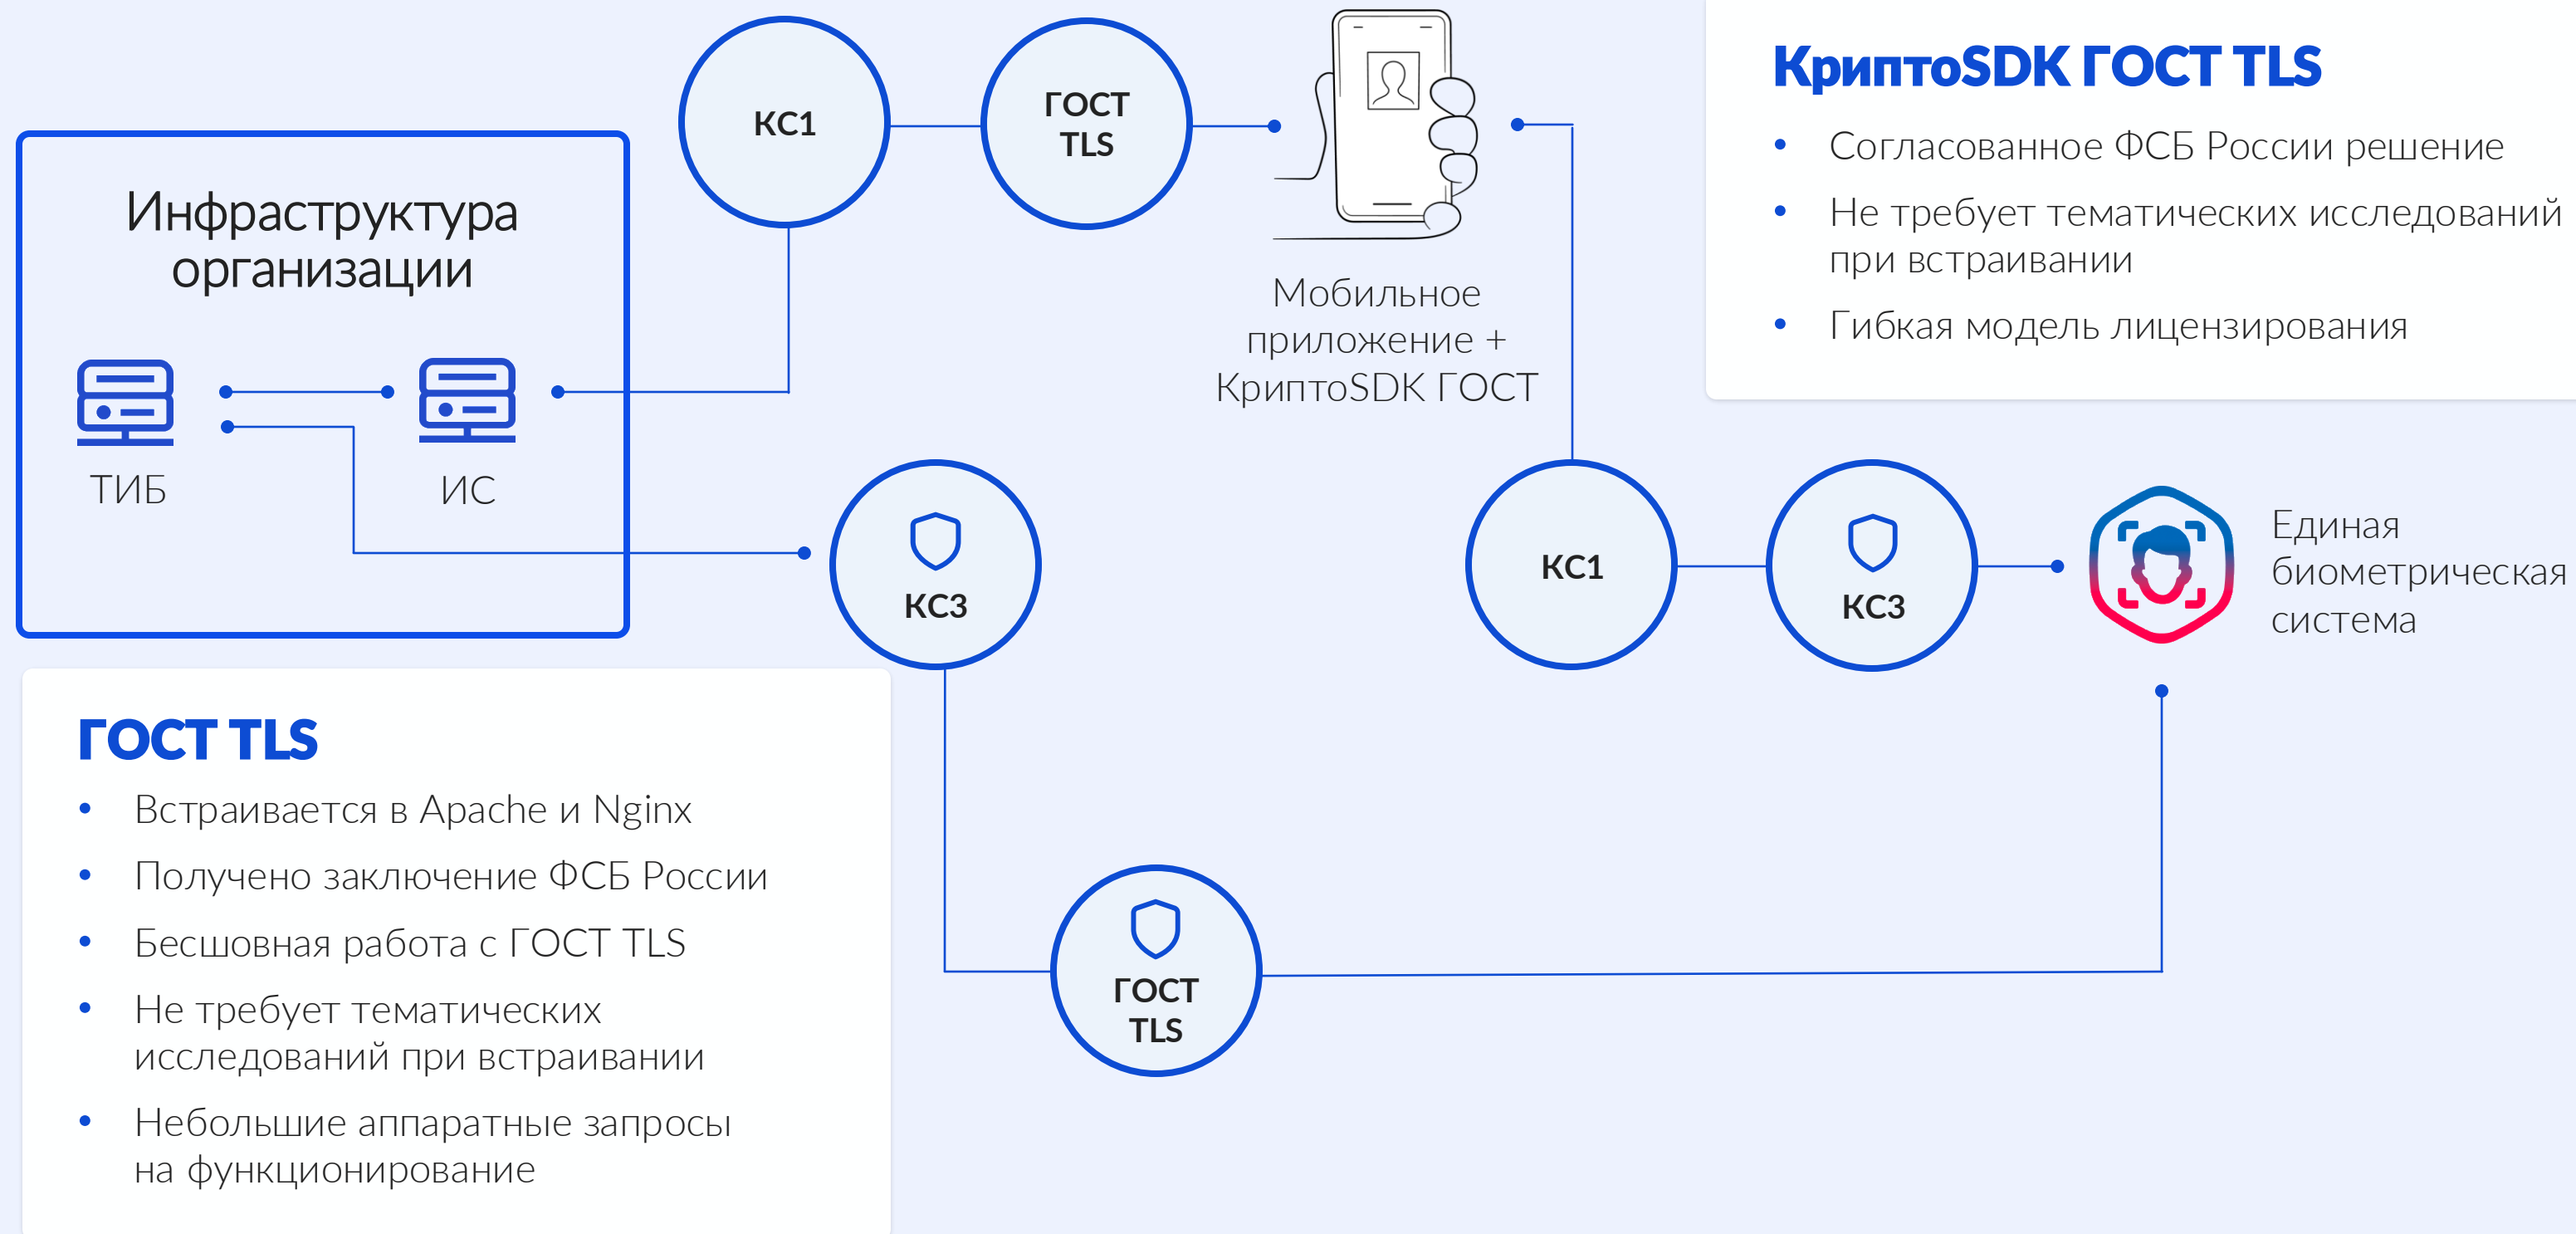 КС1
ГОСТ
TLS
КриптоSDK ГОСТ TLS
• Согласованное ФСБ России решение
• Не требует тематических исследований
при встраивании
• Гибкая модель лицензирования
Инфраструктура
организации
ТИБ
ИС
Мобильное
приложение +
КриптоSDK ГОСТ
КС3
КС1
КС3
Единая
биометрическая
система
ГОСТ TLS
• Встраивается в Apache и Nginx
• Получено заключение ФСБ России
• Бесшовная работа с ГОСТ TLS
• Не требует тематических
исследований при встраивании
• Небольшие аппаратные запросы
на функционирование
ГОСТ
TLS